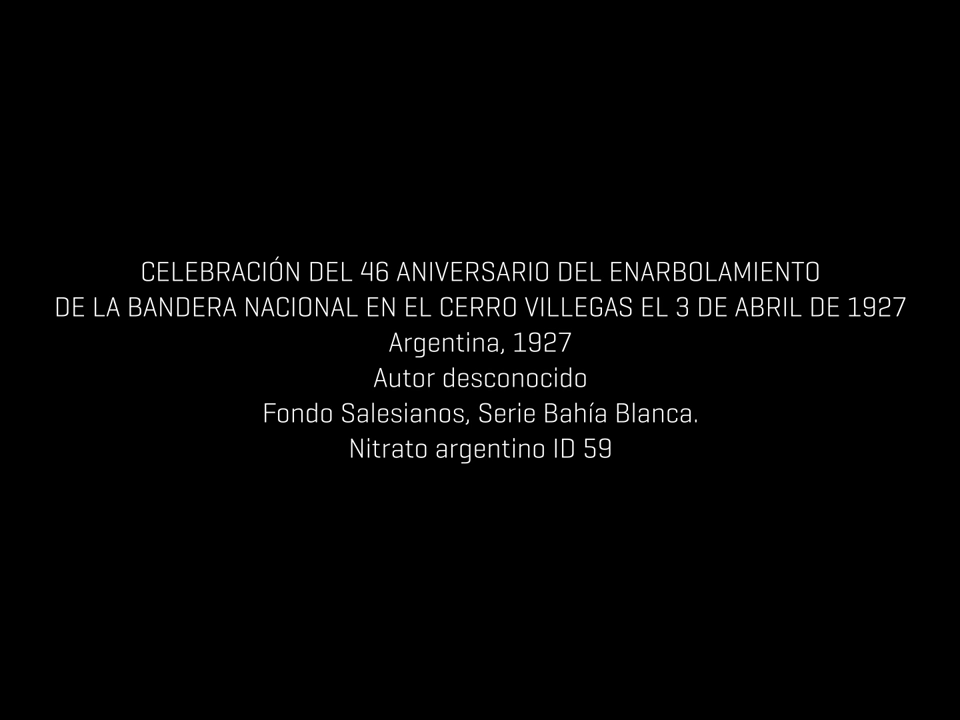 CELEBRACIÓN DEL 46 ANIVERSARIO DEL ENARBOLAMIENTO
DE LA BANDERA NACIONAL EN EL CERRO VILLEGAS EL 3 DE ABRIL DE 1927
Argentina, 1927
Autor desconocido
Fondo Salesianos, Serie Bahía Blanca.
Nitrato argentino ID 59